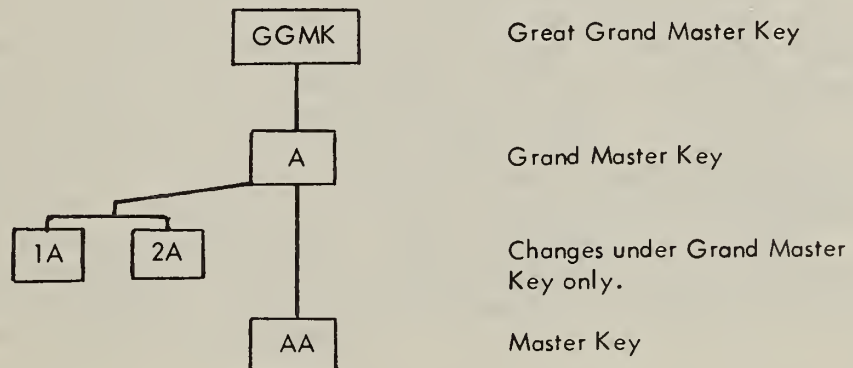 GGMK Great Grand Master Key
A Grand Master Key
1A 2A Changes under Grand Master
Key only.
AA Master Key